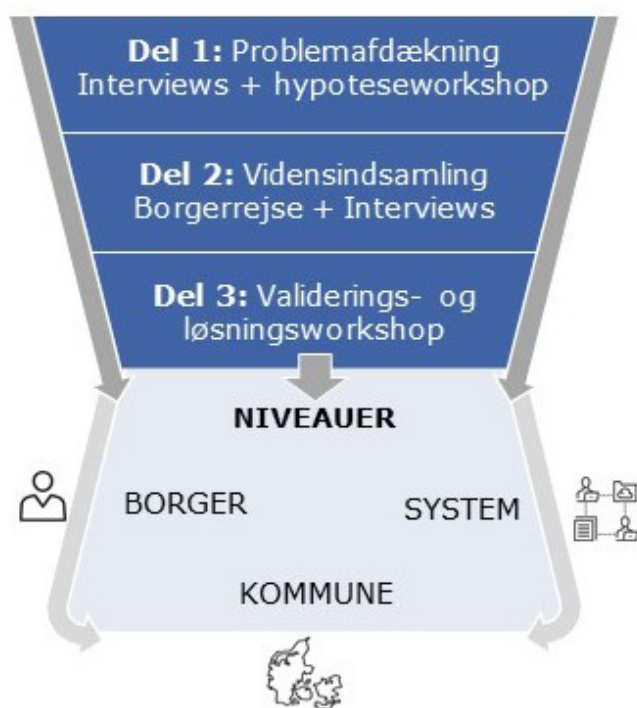 Del 1: Problemafdækning
Interviews + hypoteseworkshop
Del 2: Vidensindsamling
Borgerrejse + Interviews
Del 3: Validerings- og
løsningsworkshop
NIVEAUER
BORGER
SYSTEM
KOMMUNE